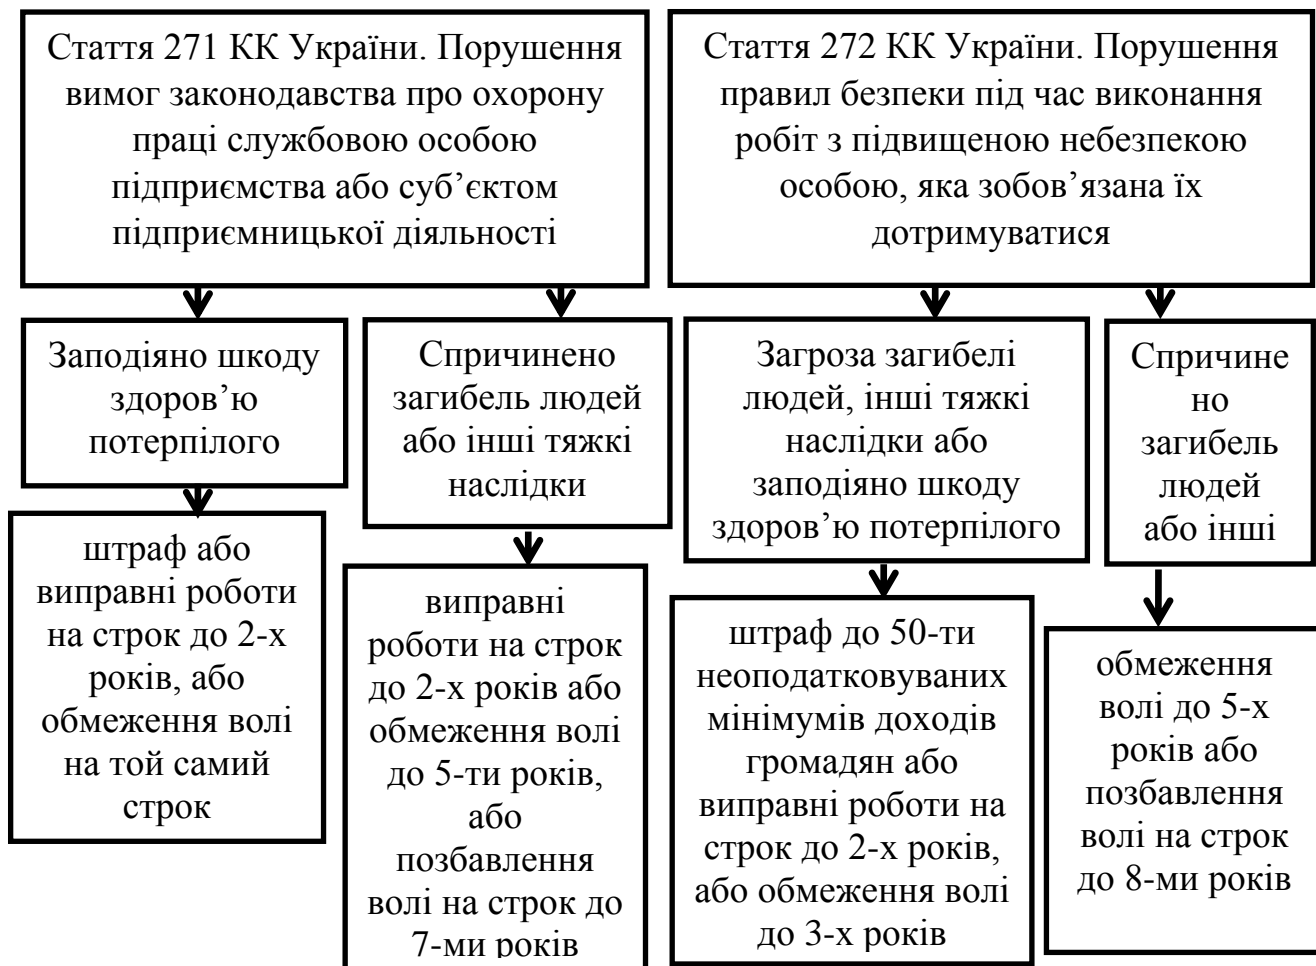 Стаття 271 КК України. Порушення
вимог законодавства про охорону
праці службовою особою
підприємства або суб’єктом
підприємницької діяльності
Стаття 272 КК України. Порушення
правил безпеки під час виконання
робіт з підвищеною небезпекою
особою, яка зобов’язана їх
дотримуватися
Заподіяно шкоду
здоров’ю
потерпілого
Спричинено
загибель людей
або інші тяжкі
наслідки
Загроза загибелі
людей, інші тяжкі
наслідки або
заподіяно шкоду
здоров’ю потерпілого
Спричине
но
загибель
людей
або інші
штраф або
виправні роботи
на строк до 2-х
років, або
обмеження волі
на той самий
строк
виправні
роботи на строк
до 2-х років або
обмеження волі
до 5-ти років,
або
позбавлення
волі на строк до
7-ми років
штраф до 50-ти
неоподатковуваних
мінімумів доходів
громадян або
виправні роботи на
строк до 2-х років,
або обмеження волі
до 3-х років
обмеження
волі до 5-х
років або
позбавлення
волі на строк
до 8-ми років